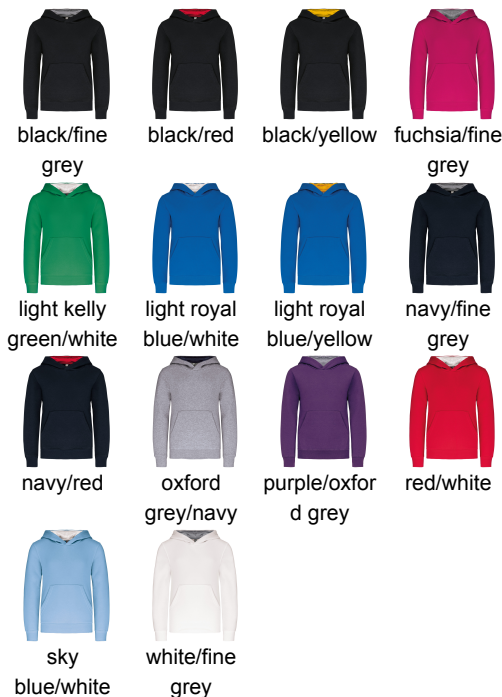 black/fine
grey
black/red
black/yellow
fuchsia/fine
grey
light kelly
green/white
light royal
blue/white
light royal
blue/yellow
navy/fine
grey
navy/red
oxford
grey/navy
purple/oxfor
d grey
red/white
sky
blue/white
white/fine
grey